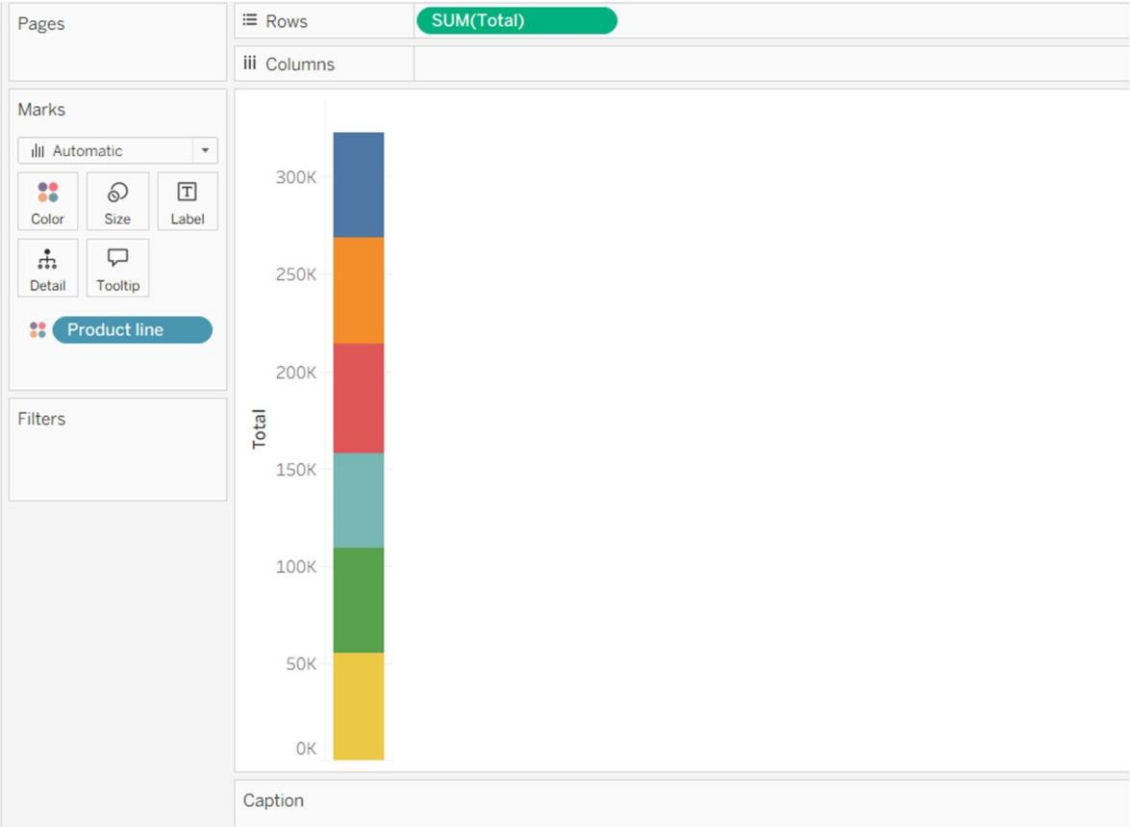 Pages
Rows SUM(Total)
Columns
Marks
Automatic
Color Size Label
Detail Tooltip
Product line
Filters
Total
300K
250K
200K
150K
100K
50K
0K
Caption